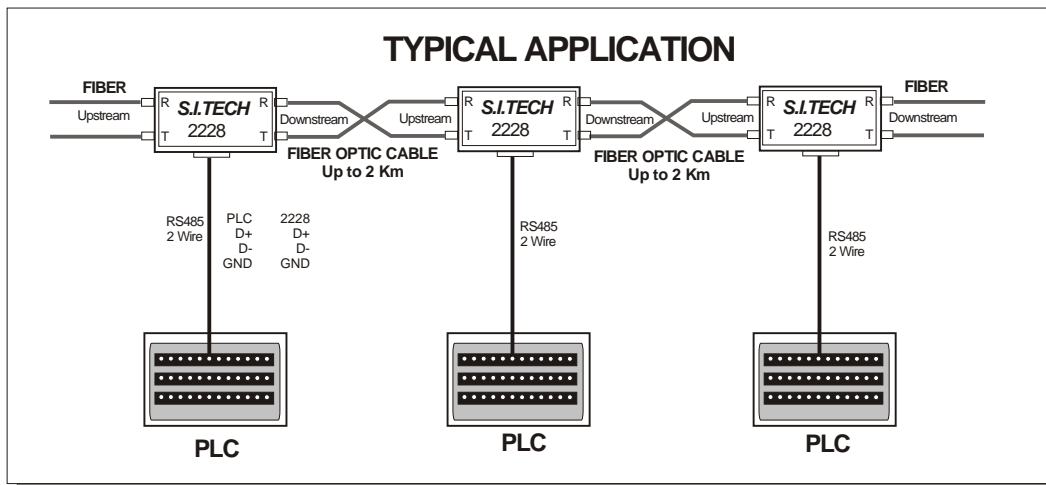 TYPICAL APPLICATION
FIBER
Upstream
R
T
S.I.TECH
2228
R
T
Downstream
FIBER OPTIC CABLE
Up to 2 Km
Upstream
R
T
S.I.TECH
2228
R
T
Downstream
FIBER OPTIC CABLE
Up to 2 Km
Upstream
R
T
S.I.TECH
2228
R
T
FIBER
Downstream
RS485
2 Wire
PLC 2228
D+ D+
D- D-
GND GND
RS485
2 Wire
RS485
2 Wire
PLC
PLC
PLC